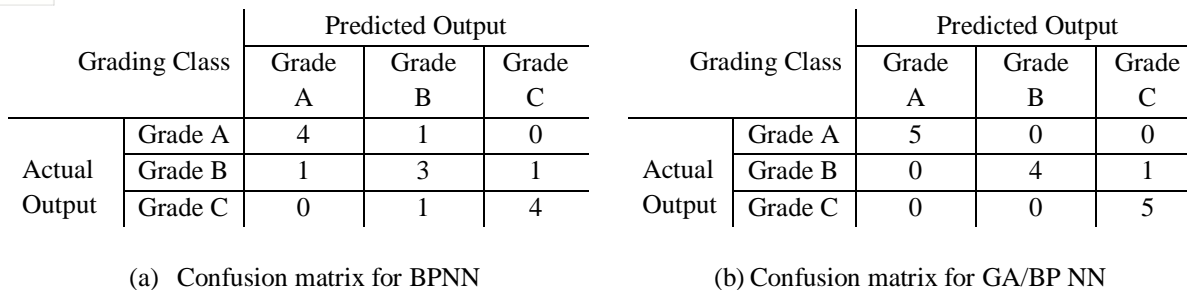 Predicted Output
Grading Class Grade Grade Grade
A B C
Grade A 4 1 0
Actual Grade B 1 3 1
Output Grade C 0 1 4
(a) Confusion matrix for BPNN
Predicted Output
Grading Class Grade Grade Grade
A B C
Grade A 5 0 0
Actual Grade B 0 4 1
Output Grade C 0 0 5
(b) Confusion matrix for GA/BP NN